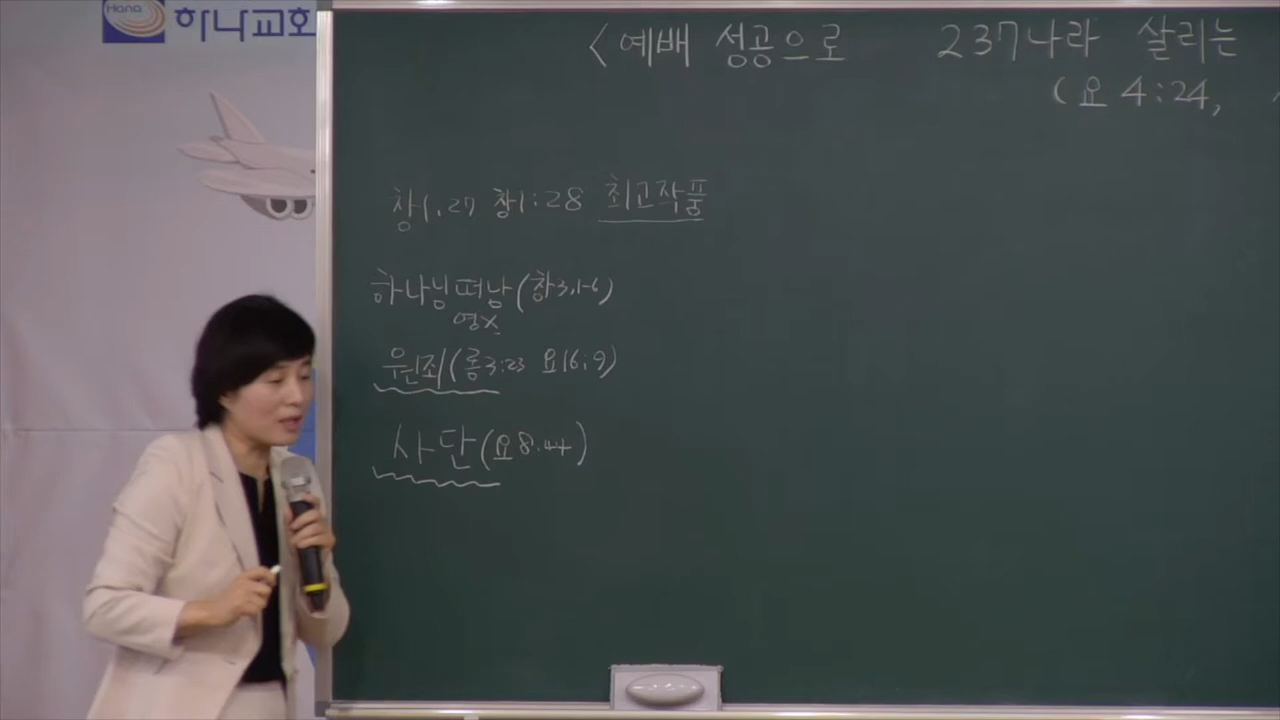 Hana
하나교호
<예배 성공으로 237나라 살리는
(요 4:24,
창1.27 창1:28 최고작품
하나님떠남(창3.1-6)
영x
원죄(롬3:23 요16:9)
사단(요8.44)